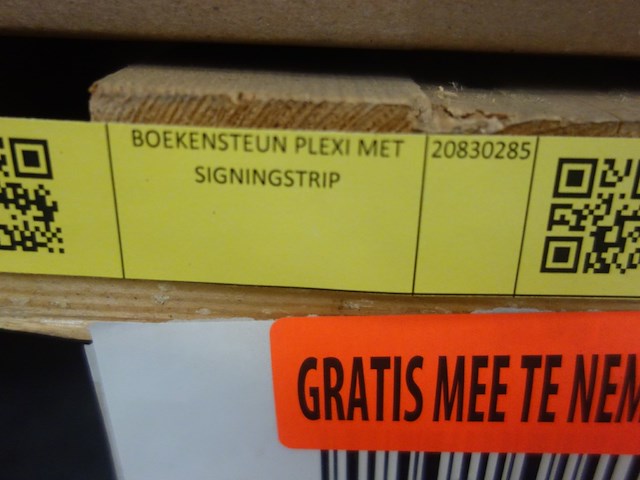 BOEKENSTEUN PLEXI MET
SIGNINGSTRIP
20830285
GRATIS MEE TE NEM